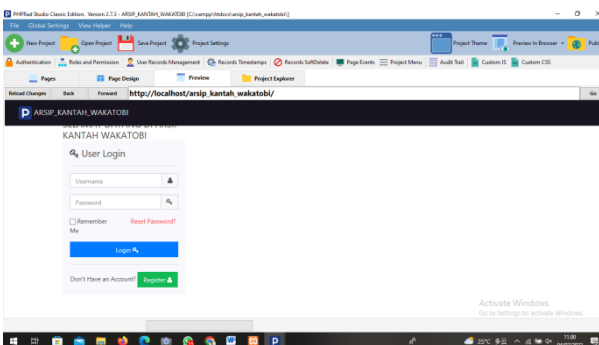 PHPRad Studio Classic Edition. Version 2.7.3 - ARSIP_KANTAH_WAKATOBI [C:\xampp\htdocs\arsip_kantah_wakatobi\]
File Global Settings View Helper Help
New Project Open Project Save Project Project Settings Project Theme Preview In Browser
Authentication Roles and Permission User Records Management Records Timestamps Records SoftDelete Page Events Project Menu Audit Trail Custom JS Custom CSS
Pages Page Design Preview Project Explorer
Reload Changes Back Forward http://localhost/arsip_kantah_wakatobi/ Go
ARSIP_KANTAH_WAKATOBI
KANTAH WAKATOBI
User Login
Username
Password
Remember Me Reset Password?
Login
Don't Have an Account? Register
Activate Windows
Go to Settings to activate Windows.
25°C
11.00